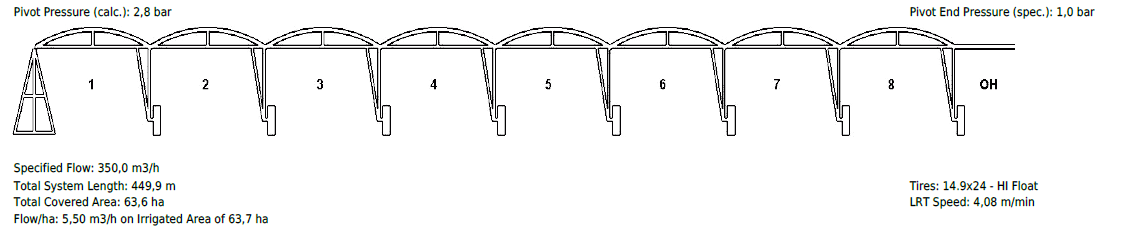 Pivot Pressure (calc.): 2,8 bar
Pivot End Pressure (spec.): 1,0 bar
1 2 3 4 5 6 7 8 OH
Specified Flow: 350,0 m3/h
Total System Length: 449,9 m
Total Covered Area: 63,6 ha
Flow/ha: 5,50 m3/h on Irrigated Area of 63,7 ha
Tires: 14.9x24 - HI Float
LRT Speed: 4,08 m/min